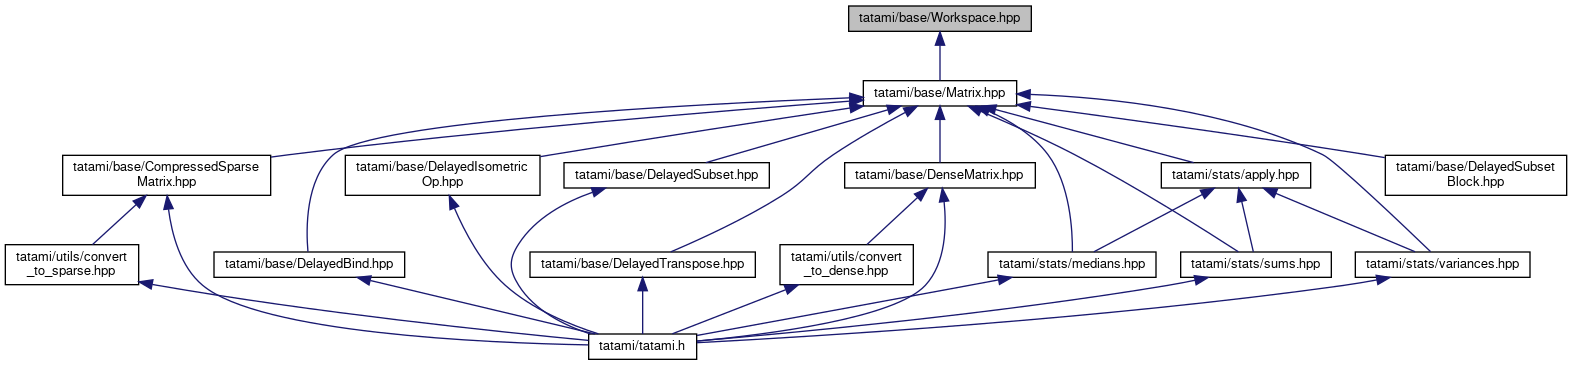 tatami/base/Workspace.hpp
tatami/base/Matrix.hpp
tatami/base/CompressedSparse
Matrix.hpp
tatami/base/DelayedIsometric
Op.hpp
tatami/base/DelayedSubset.hpp
tatami/base/DenseMatrix.hpp
tatami/stats/apply.hpp
tatami/base/DelayedSubset
Block.hpp
tatami/utils/convert
_to_sparse.hpp
tatami/base/DelayedBind.hpp
tatami/base/DelayedTranspose.hpp
tatami/utils/convert
_to_dense.hpp
tatami/stats/medians.hpp
tatami/stats/sums.hpp
tatami/stats/variances.hpp
tatami/tatami.h